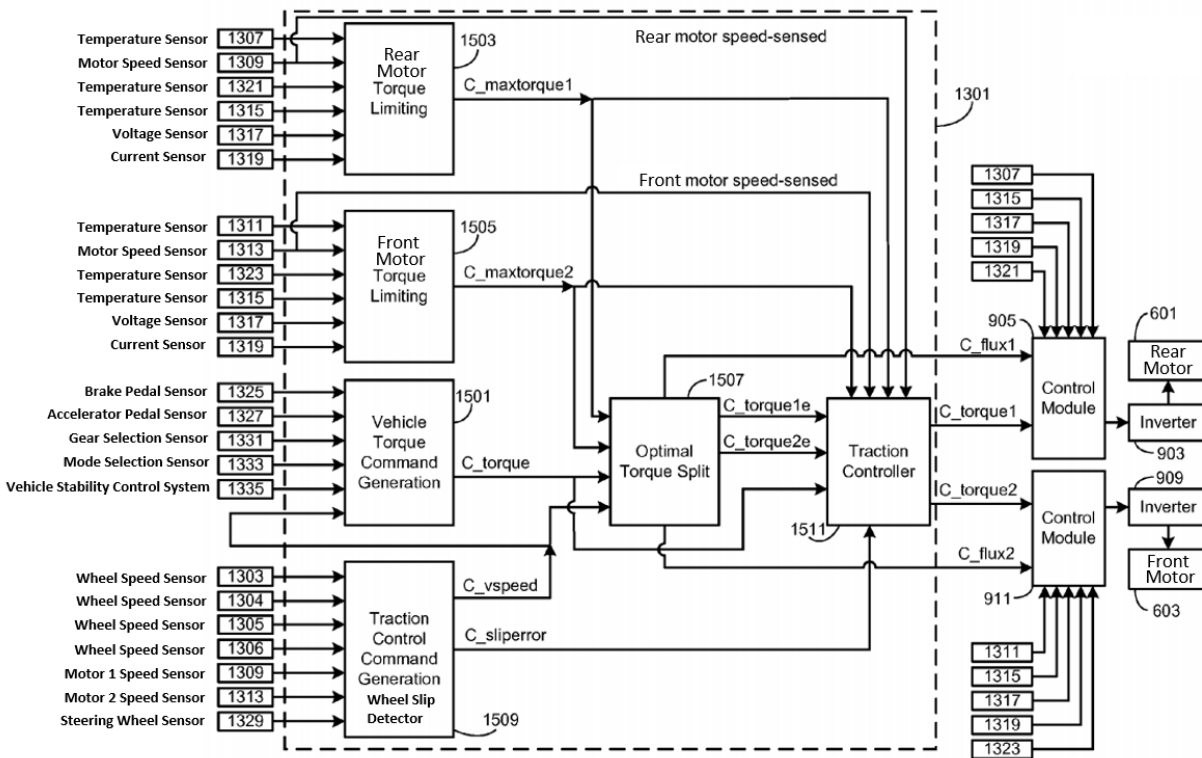 Temperature Sensor 1307
Motor Speed Sensor 1309
Temperature Sensor 1321
Temperature Sensor 1315
Voltage Sensor 1317
Current Sensor 1319
Rear
Motor
Torque
Limiting
1503
Rear motor speed-sensed
C_maxtorque1
1301
Temperature Sensor 1311
Motor Speed Sensor 1313
Temperature Sensor 1323
Temperature Sensor 1315
Voltage Sensor 1317
Current Sensor 1319
Front
Motor
Torque
Limiting
1505
Front motor speed-sensed
C_maxtorque2
Brake Pedal Sensor 1325
Accelerator Pedal Sensor 1327
Gear Selection Sensor 1331
Mode Selection Sensor 1333
Vehicle Stability Control System 1335
Vehicle
Torque
Command
Generation
1501
C_torque
Wheel Speed Sensor 1303
Wheel Speed Sensor 1304
Wheel Speed Sensor 1305
Wheel Speed Sensor 1306
Motor 1 Speed Sensor 1309
Motor 2 Speed Sensor 1313
Steering Wheel Sensor 1329
Traction
Control
Command
Generation
Wheel Slip
Detector
1509
C_vspeed
C_sliperror
1507
Optimal
Torque Split
C_torque1e
C_torque2e
Traction
Controller
1511
C_flux1
C_torque1
C_torque2
C_flux2
1307
1315
1317
1319
1321
905
Control
Module
601
Rear
Motor
Inverter
903
909
Control
Module
911
Inverter
Front
Motor
603
1311
1315
1317
1319
1323